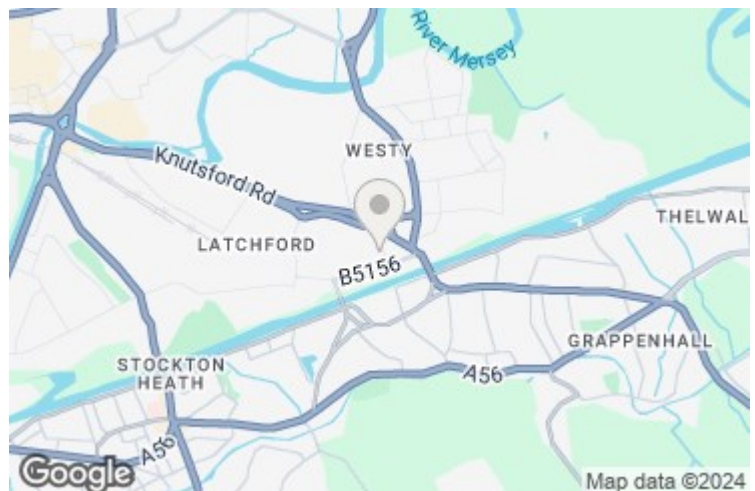 River Mersey
WESTY
Knutsford Rd
THELWAL
LATCHFORD
B5156
GRAPPENHALL
STOCKTON
HEATH
A56
A56
Google
Map data ©2024